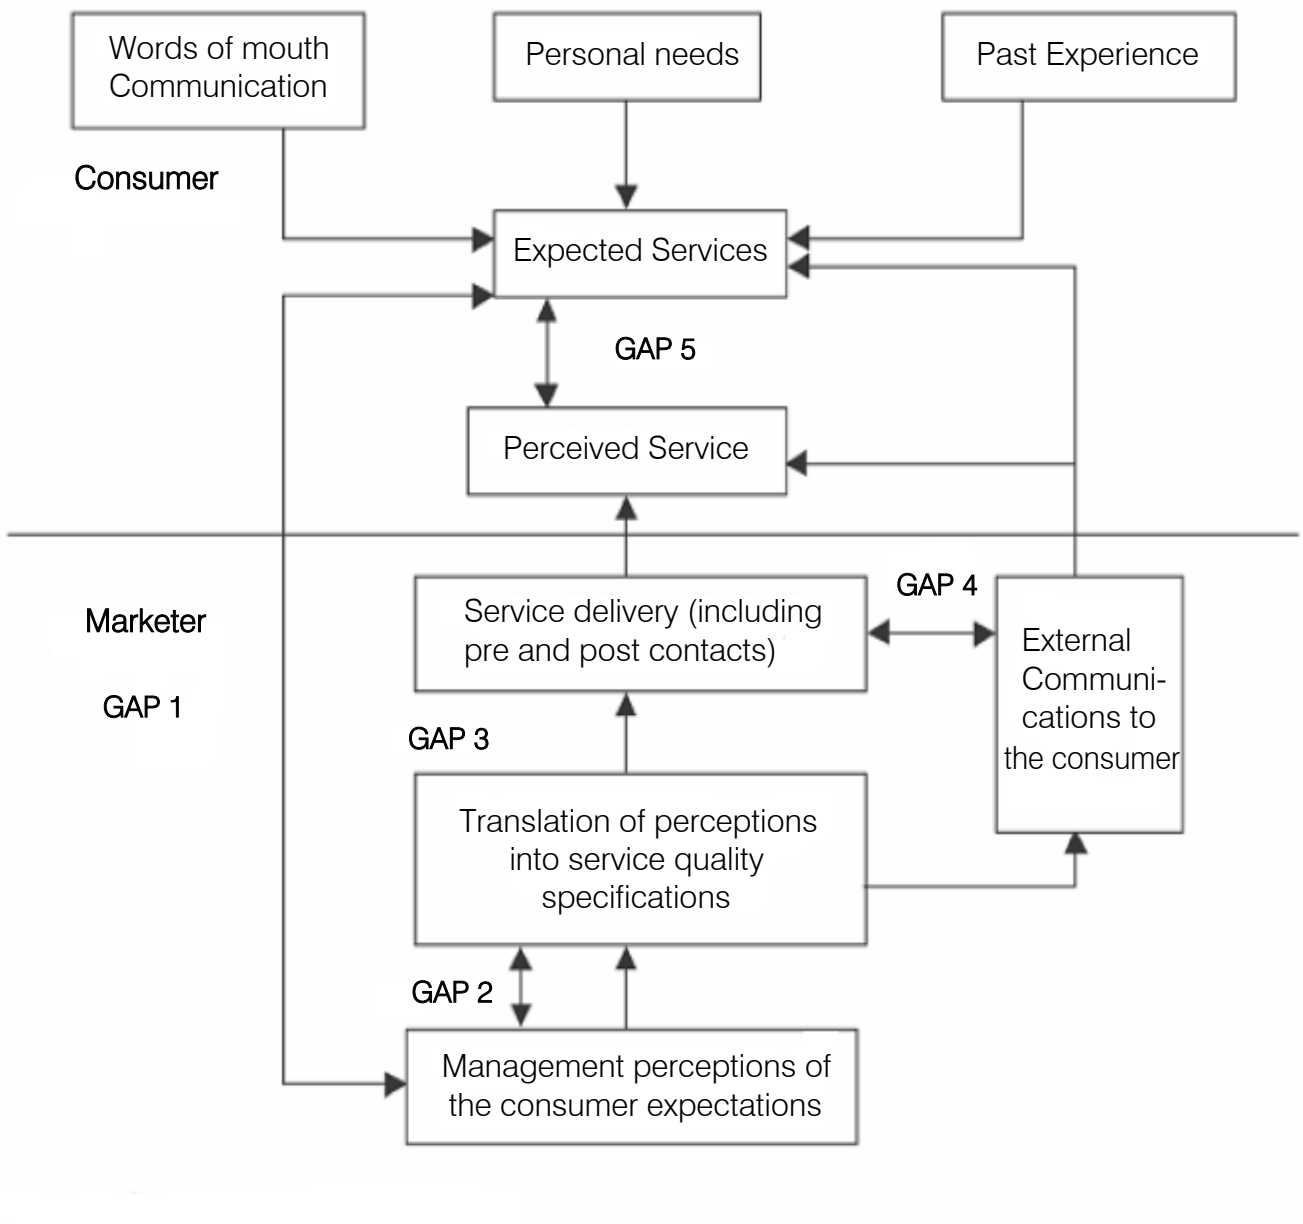 Words of mouth
Communication
Personal needs
Past Experience
Consumer
Expected Services
GAP 5
Perceived Service
Marketer
GAP 1
Service delivery (including
pre and post contacts)
GAP 4
External
Communi-
cations to
the consumer
GAP 3
Translation of perceptions
into service quality
specifications
GAP 2
Management perceptions of
the consumer expectations